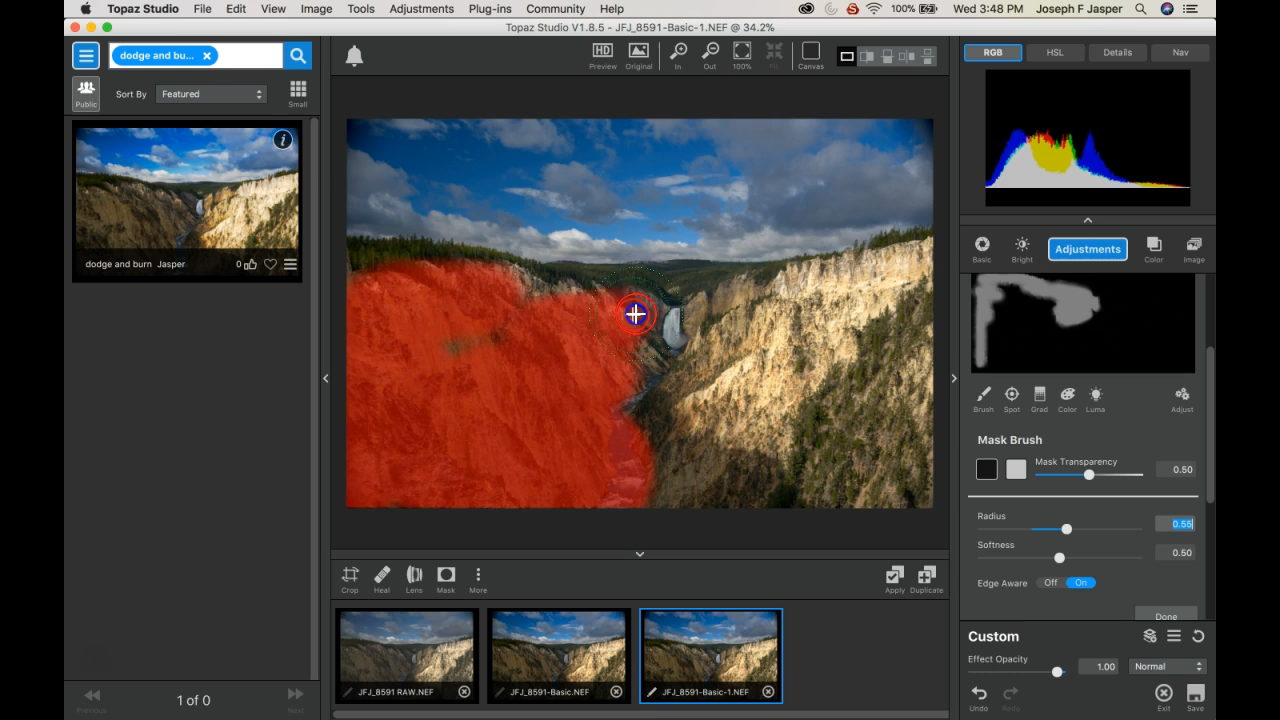 Topaz Studio File Edit View Image Tools Adjustments Plug-ins Community Help 100% Wed 3:48 PM Joseph F Jasper
Topaz Studio V1.8.5 - JFJ_8591-Basic-1.NEF @ 34.2%
dodge and bu...
Public
Sort By
Featured
Small
dodge and burn Jasper
0
Previous
1 of 0
Next
Preview
Original
In
Out
100%
Fit
Canvas
Crop
Heal
Lens
Mask
More
Apply
Duplicate
JFJ_8591 RAW.NEF
JFJ_8591-Basic.NEF
JFJ_8591-Basic-1.NEF
RGB
HSL
Details
Nav
Basic
Bright
Adjustments
Color
Image
Brush
Spot
Grad
Color
Luma
Adjust
Mask Brush
Mask Transparency
0.50
Radius
0.55
Softness
0.50
Edge Aware
Off
On
Done
Custom
Effect Opacity
1.00
Normal
Undo
Redo
Exit
Save